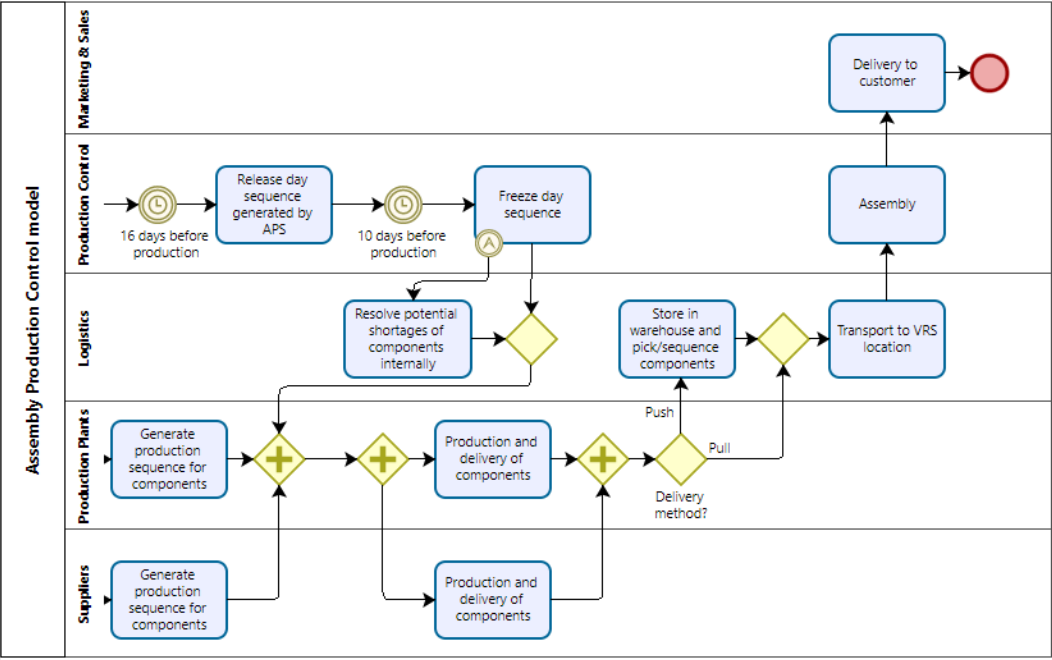 Assembly Production Control model
Marketing & Sales
Delivery to
customer
Production Control
16 days before
production
Release day
sequence
generated by
APS
10 days before
production
Freeze day
sequence
A
Assembly
Logistics
Resolve potential
shortages of
components
internally
Store in
warehouse and
pick/sequence
components
Transport to VRS
location
Production Plants
Generate
production
sequence for
components
Production and
delivery of
components
Push
Pull
Delivery
method?
Suppliers
Generate
production
sequence for
components
Production and
delivery of
components